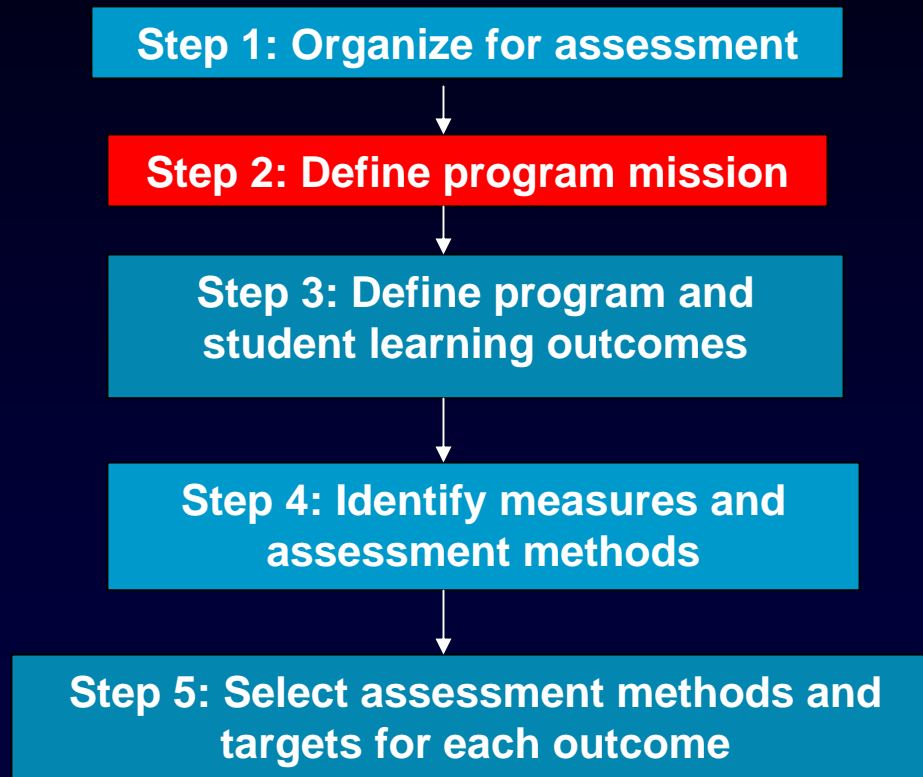 Step 1: Organize for assessment
Step 2: Define program mission
Step 3: Define program and
student learning outcomes
Step 4: Identify measures and
assessment methods
Step 5: Select assessment methods and
targets for each outcome